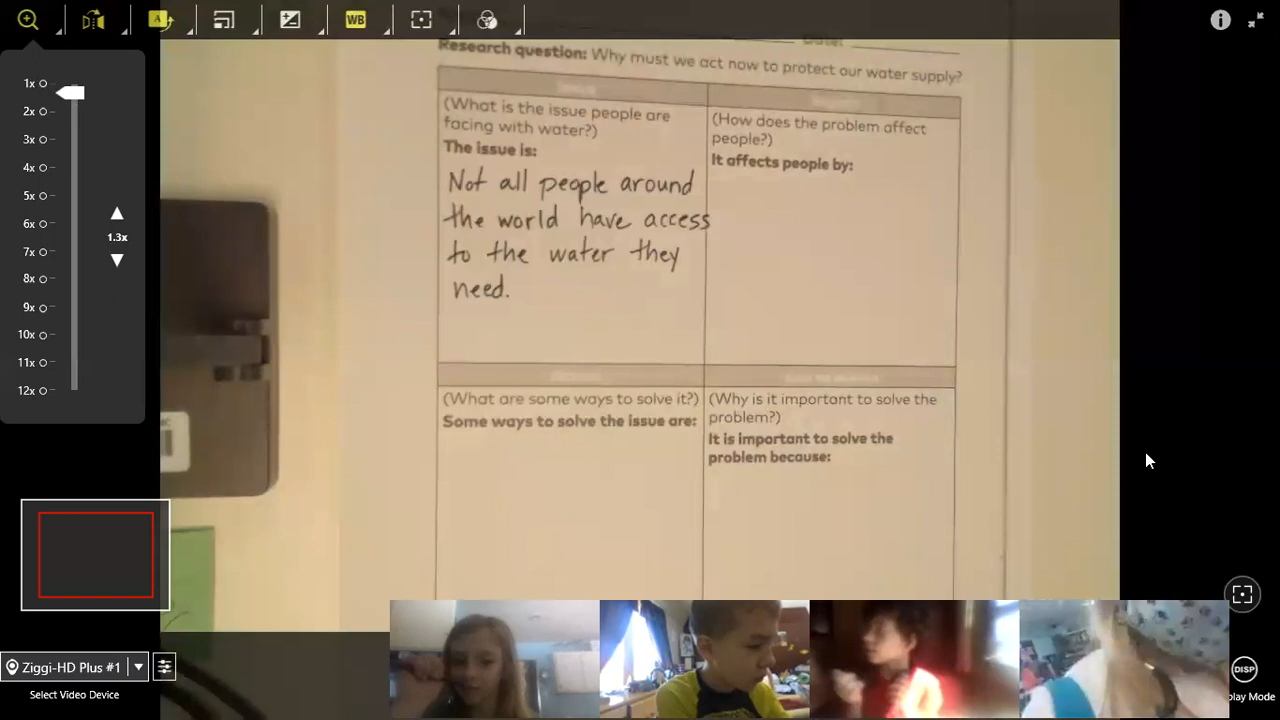 Date:
Research question: Why must we act now to protect our water supply?
(What is the issue people are
facing with water?)
The issue is:
Not all people around
the world have access
to the water they
need.
(How does the problem affect
people?)
It affects people by:
(What are some ways to solve it?)
Some ways to solve the issue are:
(Why is it important to solve the
problem?)
It is important to solve the
problem because:
A
WB
i
1x
2x
3x
4x
5x
6x
7x
8x
9x
10x
11x
12x
1.3x
Ziggi-HD Plus #1
Select Video Device
DISP
play Mode